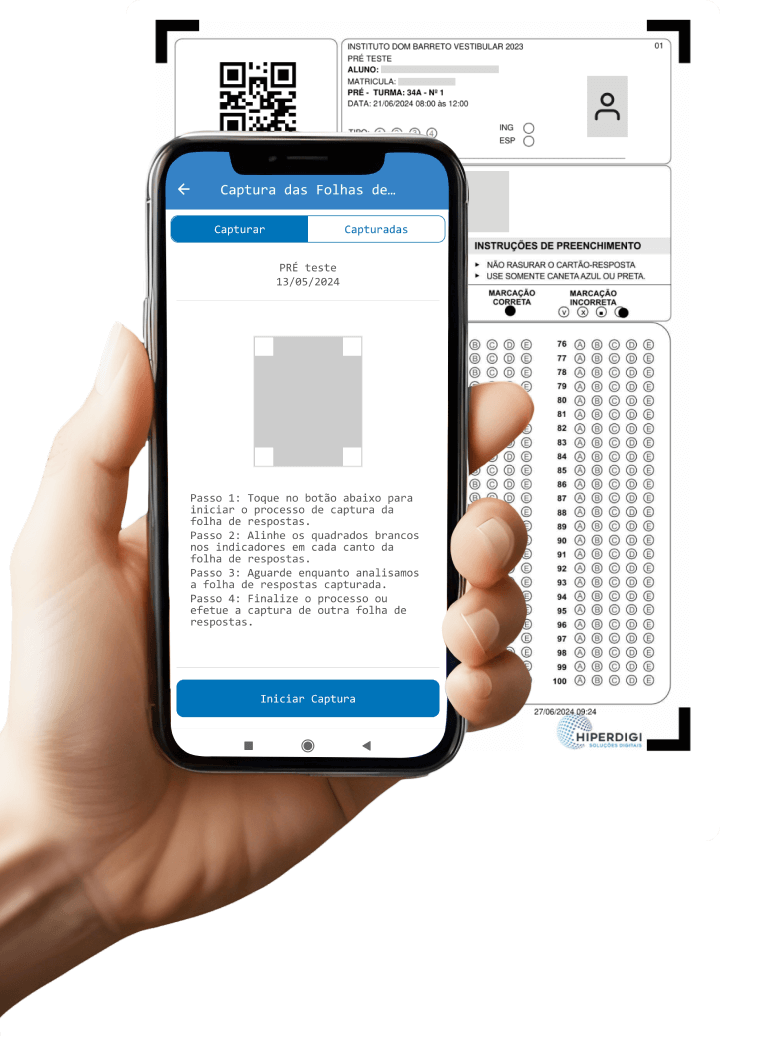 INSTITUTO DOM BARRETO VESTIBULAR 2023
01
PRÉ TESTE
ALUNO:
MATRICULA:
PRÉ - TURMA: 34A - Nº 1
DATA: 21/06/2024 08:00 às 12:00
TIPO: 1 2 3 4
ING
ESP
INSTRUÇÕES DE PREENCHIMENTO
NÃO RASURAR O CARTÃO-RESPOSTA
USE SOMENTE CANETA AZUL OU PRETA.
MARCAÇÃO
CORRETA
MARCAÇÃO
INCORRETA
V X
Captura das Folhas de…
Capturar
Capturadas
PRÉ teste
13/05/2024
Passo 1: Toque no botão abaixo para
iniciar o processo de captura da
folha de respostas.
Passo 2: Alinhe os quadrados brancos
nos indicadores em cada canto da
folha de respostas.
Passo 3: Aguarde enquanto analisamos
a folha de respostas capturada.
Passo 4: Finalize o processo ou
efetue a captura de outra folha de
respostas.
Iniciar Captura
B C D E 76 A B C D E
B C D E 77 A B C D E
B C D E 78 A B C D E
E 79 A B C D E
80 A B C D E
81 A B C D E
E 82 A B C D E
D E 83 A B C D E
D E 84 A B C D E
B C D E 85 A B C D E
B C D E 86 A B C D E
B C D E 87 A B C D E
E 88 A B C D E
89 A B C D E
90 A B C D E
91 A B C D E
92 A B C D E
93 A B C D E
94 A B C D E
95 A B C D E
E 96 A B C D E
E 97 A B C D E
E 98 A B C D E
E 99 A B C D E
100 A B C D E
27/06/2024 09:24
HIPERDIGI
SOLUÇÕES DIGITAIS